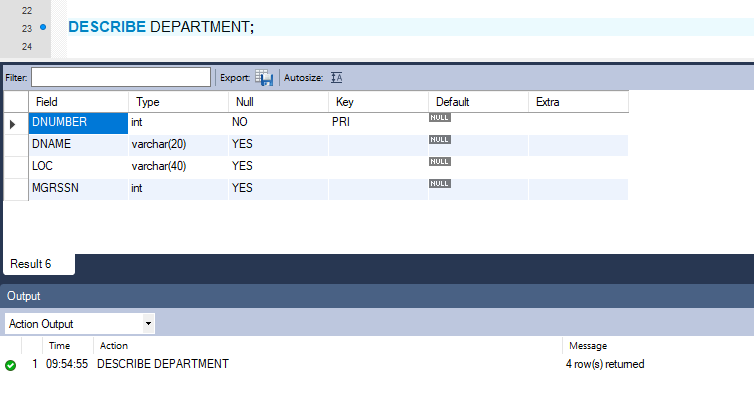 22
23 DESCRIBE DEPARTMENT;
24
Filter: Export: Autosize:
Field Type Null Key Default Extra
DNUMBER int NO PRI NULL
DNAME varchar(20) YES NULL
LOC varchar(40) YES NULL
MGRSSN int YES NULL
Result 6
Output
Action Output
Time Action Message
1 09:54:55 DESCRIBE DEPARTMENT 4 row(s) returned